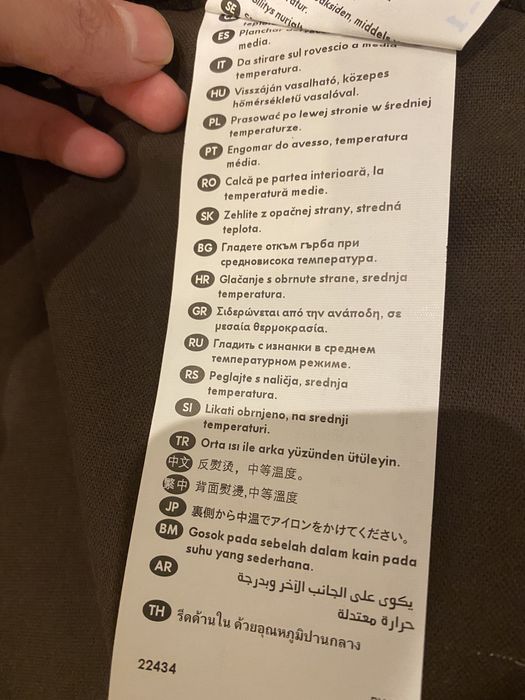 SE
aksiden, middels
ES Planchar
media.
IT Da stirare sul rovescio a media
temperatura.
HU Visszáján vasalható, közepes
hömérsékletű vasalóval.
PL Prasować po lewej stronie w średniej
temperaturze.
PT Engomar do avesso, temperatura
média.
RO Calcă pe partea interioară, la
temperatură medie.
SK Zehlite z opačnej strany, stredná
teplota.
BG Гладете откъм гърба при
средновисока температура.
HR Glačanje s obrnute strane, srednja
temperatura.
GR Σιδερώνεται από την ανάποδη, σε
μεσαία θερμοκρασία.
RU Гладить с изнанки в среднем
температурном режиме.
RS Peglajte s naličja, srednja
temperatura.
SI Likati obrnjeno, na srednji
temperaturi.
TR Orta ısı ile arka yüzünden ütüleyin.
中文 反熨烫，中等温度。
繁中 背面熨燙,中等溫度
JP 裏側から中温でアイロンをかけてください。
BM Gosok pada sebelah dalam kain pada
suhu yang sederhana.
AR يكوى على الجانب الآخر وبدرجة
حرارة معتدلة
TH รีดด้านใน ด้วยอุณหภูมิปานกลาง
22434